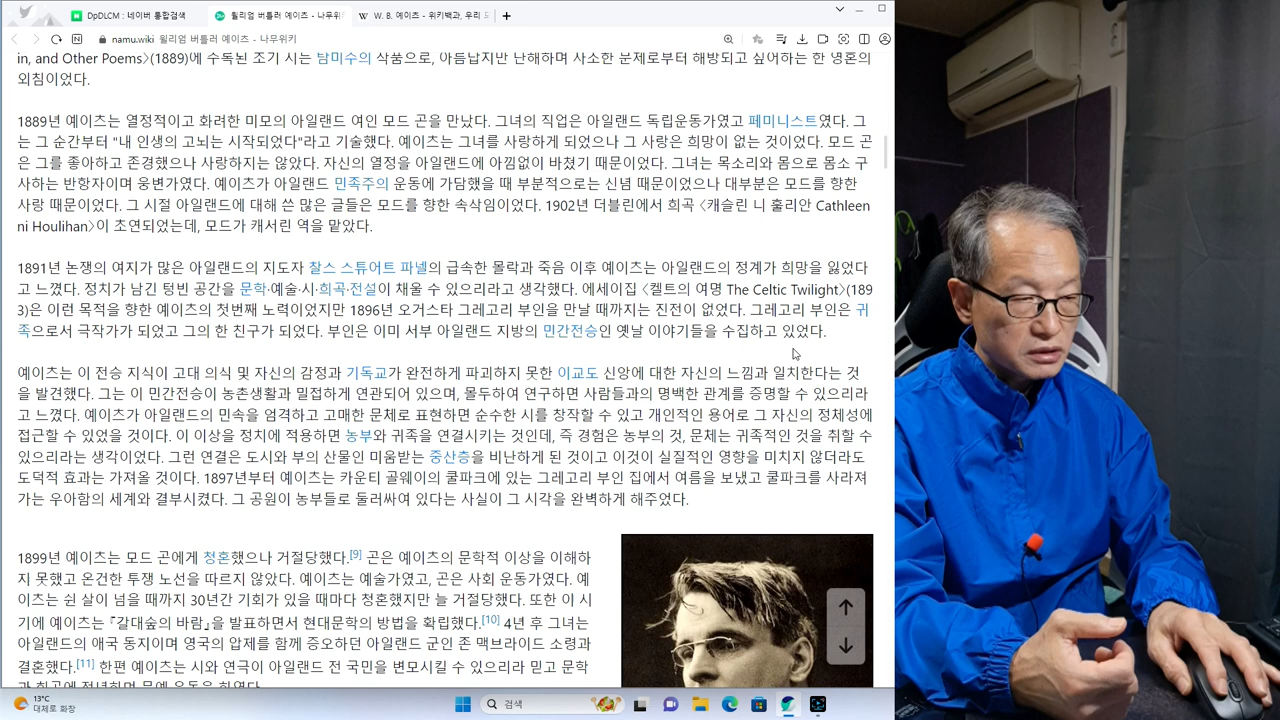 DpDLCM : 네이버 통합검색
윌리엄 버틀러 예이츠 - 나무위키
W. B. 예이츠 - 위키백과, 우리 모
namu.wiki 윌리엄 버틀러 예이츠 - 나무위키
in, and Other Poems〉(1889)에 수록된 조기 시는 탐미주의 작품으로, 아름답지만 난해하며 사소한 문제로부터 해방되고 싶어하는 한 영혼의
외침이었다.
1889년 예이츠는 열정적이고 화려한 미모의 아일랜드 여인 모드 곤을 만났다. 그녀의 직업은 아일랜드 독립운동가였고 페미니스트였다. 그
는 그 순간부터 "내 인생의 고뇌는 시작되었다"라고 기술했다. 예이츠는 그녀를 사랑하게 되었으나 그 사랑은 희망이 없는 것이었다. 모드 곤
은 그를 좋아하고 존경했으나 사랑하지는 않았다. 자신의 열정을 아일랜드에 아낌없이 바쳤기 때문이었다. 그녀는 목소리와 몸으로 몸소 구
사하는 반항자이며 웅변가였다. 예이츠가 아일랜드 민족주의 운동에 가담했을 때 부분적으로는 신념 때문이었으나 대부분은 모드를 향한
사랑 때문이었다. 그 시절 아일랜드에 대해 쓴 많은 글들은 모드를 향한 속삭임이었다. 1902년 더블린에서 희곡 〈캐슬린 니 훌리안 Cathleen
ni Houlihan〉이 초연되었는데, 모드가 캐서린 역을 맡았다.
1891년 논쟁의 여지가 많은 아일랜드의 지도자 찰스 스튜어트 파넬의 급속한 몰락과 죽음 이후 예이츠는 아일랜드의 정계가 희망을 잃었다
고 느꼈다. 정치가 남긴 텅빈 공간을 문학·예술·시·희곡·전설이 채울 수 있으리라고 생각했다. 에세이집 〈켈트의 여명 The Celtic Twilight〉(189
3)은 이런 목적을 향한 예이츠의 첫번째 노력이었지만 1896년 오거스타 그레고리 부인을 만날 때까지는 진전이 없었다. 그레고리 부인은 귀
족으로서 극작가가 되었고 그의 한 친구가 되었다. 부인은 이미 서부 아일랜드 지방의 민간전승인 옛날 이야기들을 수집하고 있었다.
예이츠는 이 전승 지식이 고대 의식 및 자신의 감정과 기독교가 완전하게 파괴하지 못한 이교도 신앙에 대한 자신의 느낌과 일치한다는 것
을 발견했다. 그는 이 민간전승이 농촌생활과 밀접하게 연관되어 있으며, 몰두하여 연구하면 사람들과의 명백한 관계를 증명할 수 있으리라
고 느꼈다. 예이츠가 아일랜드의 민속을 엄격하고 고매한 문체로 표현하면 순수한 시를 창작할 수 있고 개인적인 용어로 그 자신의 정체성에
접근할 수 있었을 것이다. 이 이상을 정치에 적용하면 농부와 귀족을 연결시키는 것인데, 즉 경험은 농부의 것, 문체는 귀족적인 것을 취할 수
있으리라는 생각이었다. 그런 연결은 도시와 부의 산물인 미움받는 중산층을 비난하게 된 것이고 이것이 실질적인 영향을 미치지 않더라도
도덕적 효과는 가져올 것이다. 1897년부터 예이츠는 카운티 골웨이의 쿨파크에 있는 그레고리 부인 집에서 여름을 보냈고 쿨파크를 사라져
가는 우아함의 세계와 결부시켰다. 그 공원이 농부들로 둘러싸여 있다는 사실이 그 시각을 완벽하게 해주었다.
1899년 예이츠는 모드 곤에게 청혼했으나 거절당했다.[9] 곤은 예이츠의 문학적 이상을 이해하
지 못했고 온건한 투쟁 노선을 따르지 않았다. 예이츠는 예술가였고, 곤은 사회 운동가였다. 예
이츠는 쉰 살이 넘을 때까지 30년간 기회가 있을 때마다 청혼했지만 늘 거절당했다. 또한 이 시
기에 예이츠는 『갈대숲의 바람』을 발표하면서 현대문학의 방법을 확립했다.[10] 4년 후 그녀는
아일랜드의 애국 동지이며 영국의 압제를 함께 증오하던 아일랜드 군인 존 맥브라이드 소령과
결혼했다.[11] 한편 예이츠는 시와 연극이 아일랜드 전 국민을 변모시킬 수 있으리라 믿고 문학
13°C
대체로 화창
검색